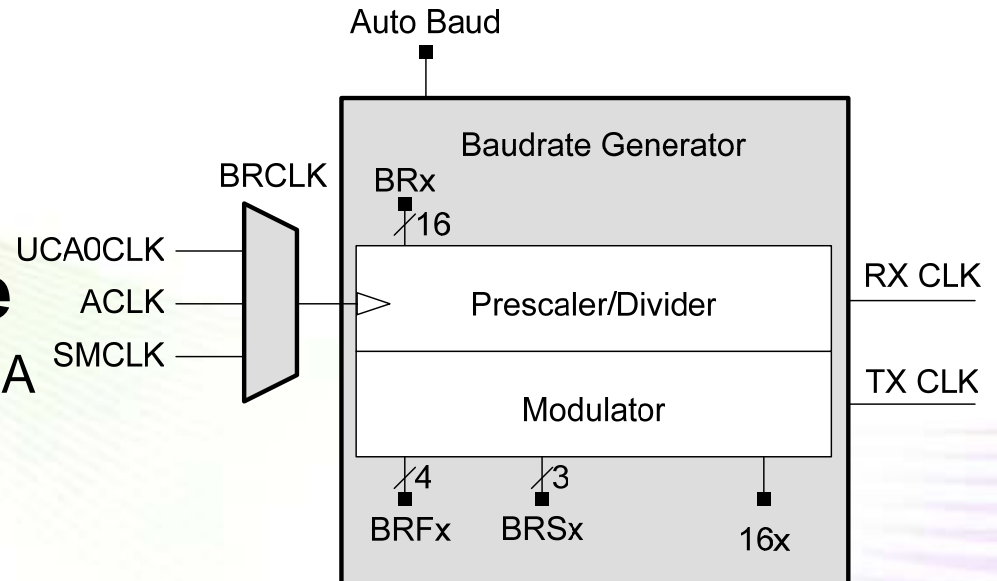 Auto Baud
Baudrate Generator
BRCLK
BRx
16
UCA0CLK
ACLK
SMCLK
e
A
Prescaler/Divider
RX CLK
Modulator
TX CLK
4
3
BRFx
BRSx
16x